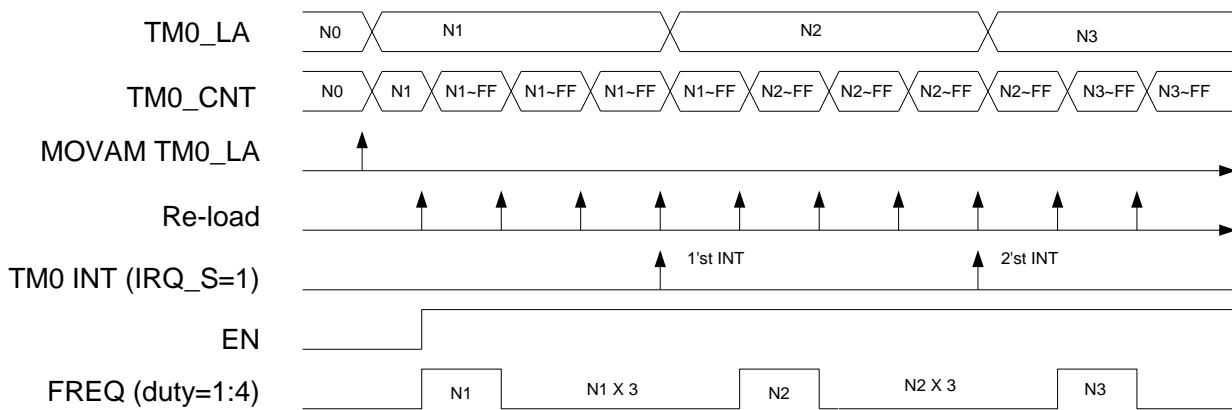 TM0_LA N0 N1 N2 N3
TM0_CNT N0 N1 N1~FF N1~FF N1~FF N1~FF N2~FF N2~FF N2~FF N2~FF N3~FF N3~FF
MOVAM TM0_LA
Re-load
TM0 INT (IRQ_S=1) 1'st INT 2'st INT
EN
FREQ (duty=1:4) N1 N1 X 3 N2 N2 X 3 N3